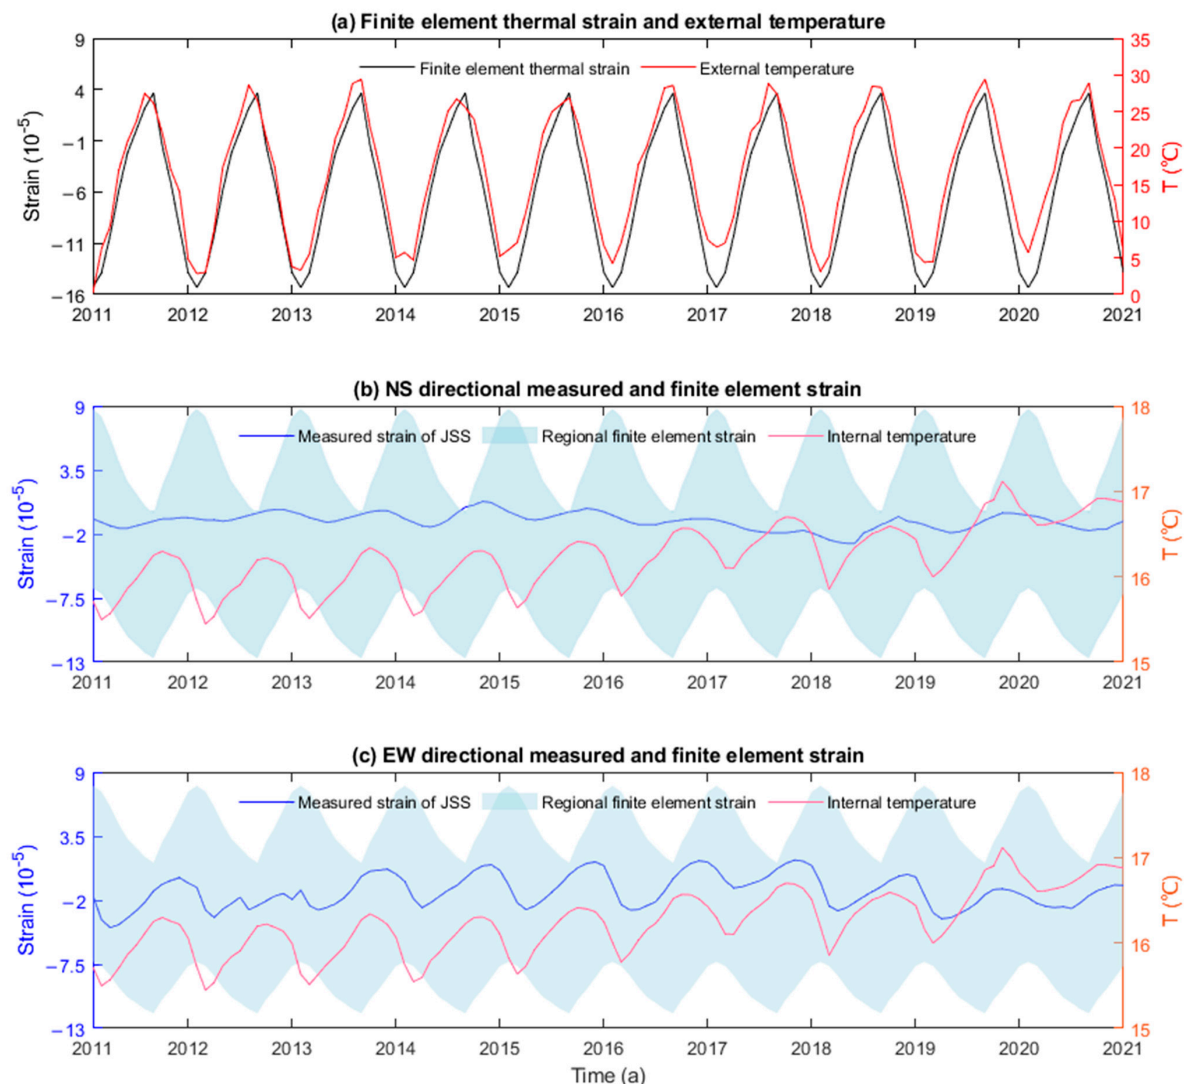 (a) Finite element thermal strain and external temperature
Finite element thermal strain
External temperature
Strain (10⁻⁵)
9
4
−1
−6
−11
−16
35
30
25
20
15
10
5
0
T (℃)
2011 2012 2013 2014 2015 2016 2017 2018 2019 2020 2021
(b) NS directional measured and finite element strain
Measured strain of JSS
Regional finite element strain
Internal temperature
Strain (10⁻⁵)
9
3.5
−2
−7.5
−13
18
17
16
15
T (℃)
2011 2012 2013 2014 2015 2016 2017 2018 2019 2020 2021
(c) EW directional measured and finite element strain
Measured strain of JSS
Regional finite element strain
Internal temperature
Strain (10⁻⁵)
9
3.5
−2
−7.5
−13
18
17
16
15
T (℃)
2011 2012 2013 2014 2015 2016 2017 2018 2019 2020 2021
Time (a)